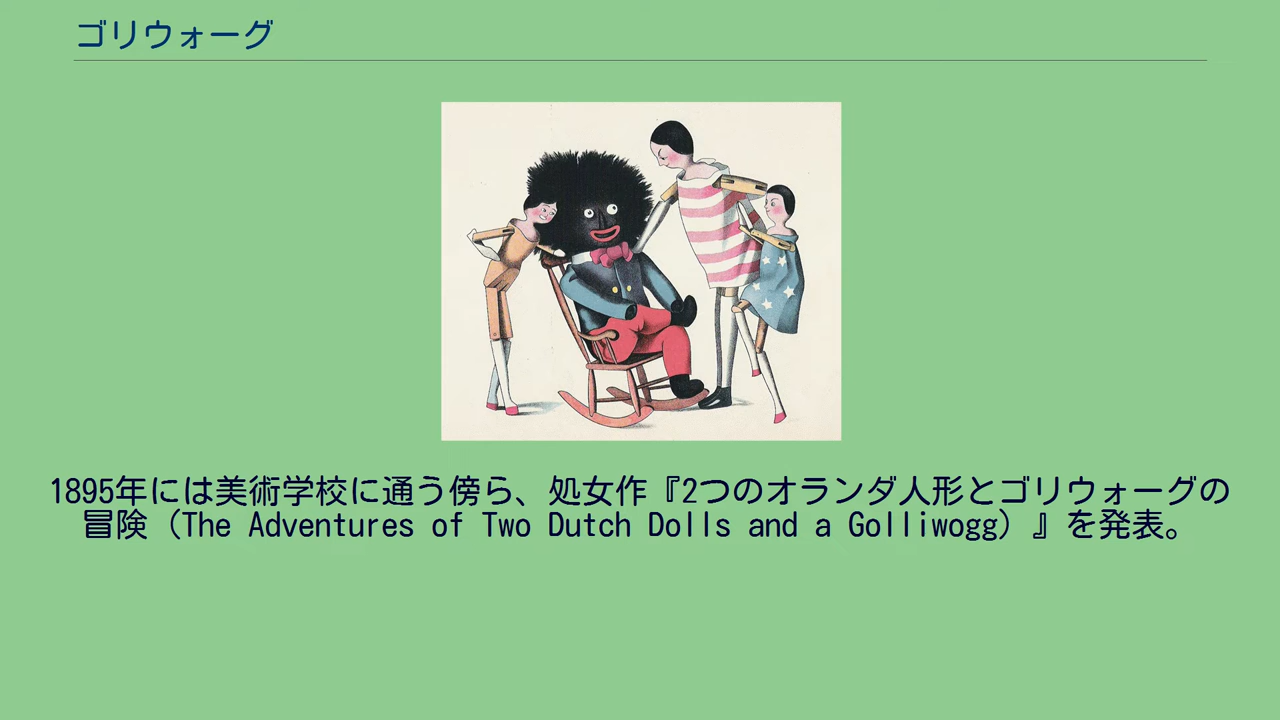 ゴリウォーグ
1895年には美術学校に通う傍ら、処女作『2つのオランダ人形とゴリウォーグの
冒険（The Adventures of Two Dutch Dolls and a Golliwogg）』を発表。